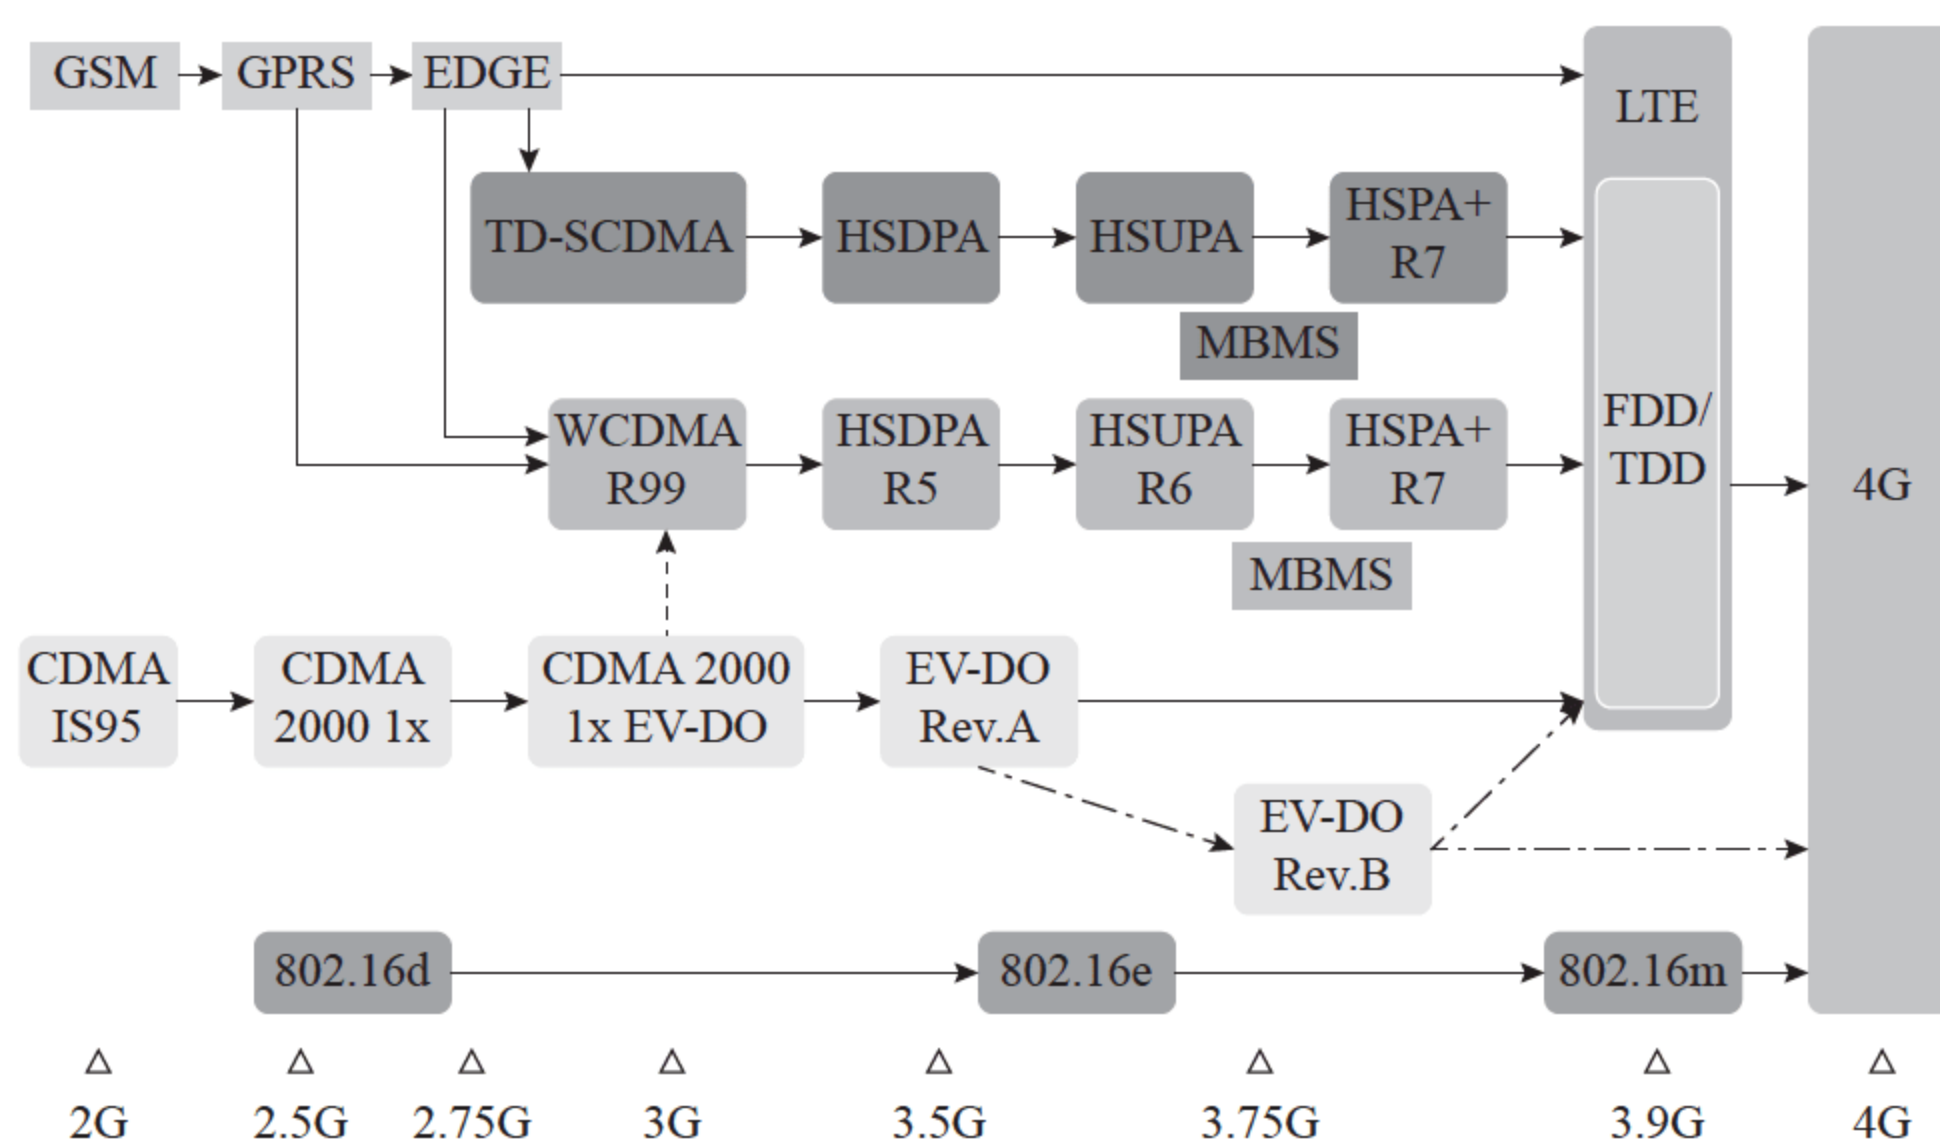 GSM
GPRS
EDGE
LTE
TD-SCDMA
HSDPA
HSUPA
HSPA+
R7
MBMS
WCDMA
R99
HSDPA
R5
HSUPA
R6
HSPA+
R7
FDD/
TDD
4G
MBMS
CDMA
IS95
CDMA
2000 1x
CDMA 2000
1x EV-DO
EV-DO
Rev.A
EV-DO
Rev.B
802.16d
802.16e
802.16m
2G
2.5G
2.75G
3G
3.5G
3.75G
3.9G
4G